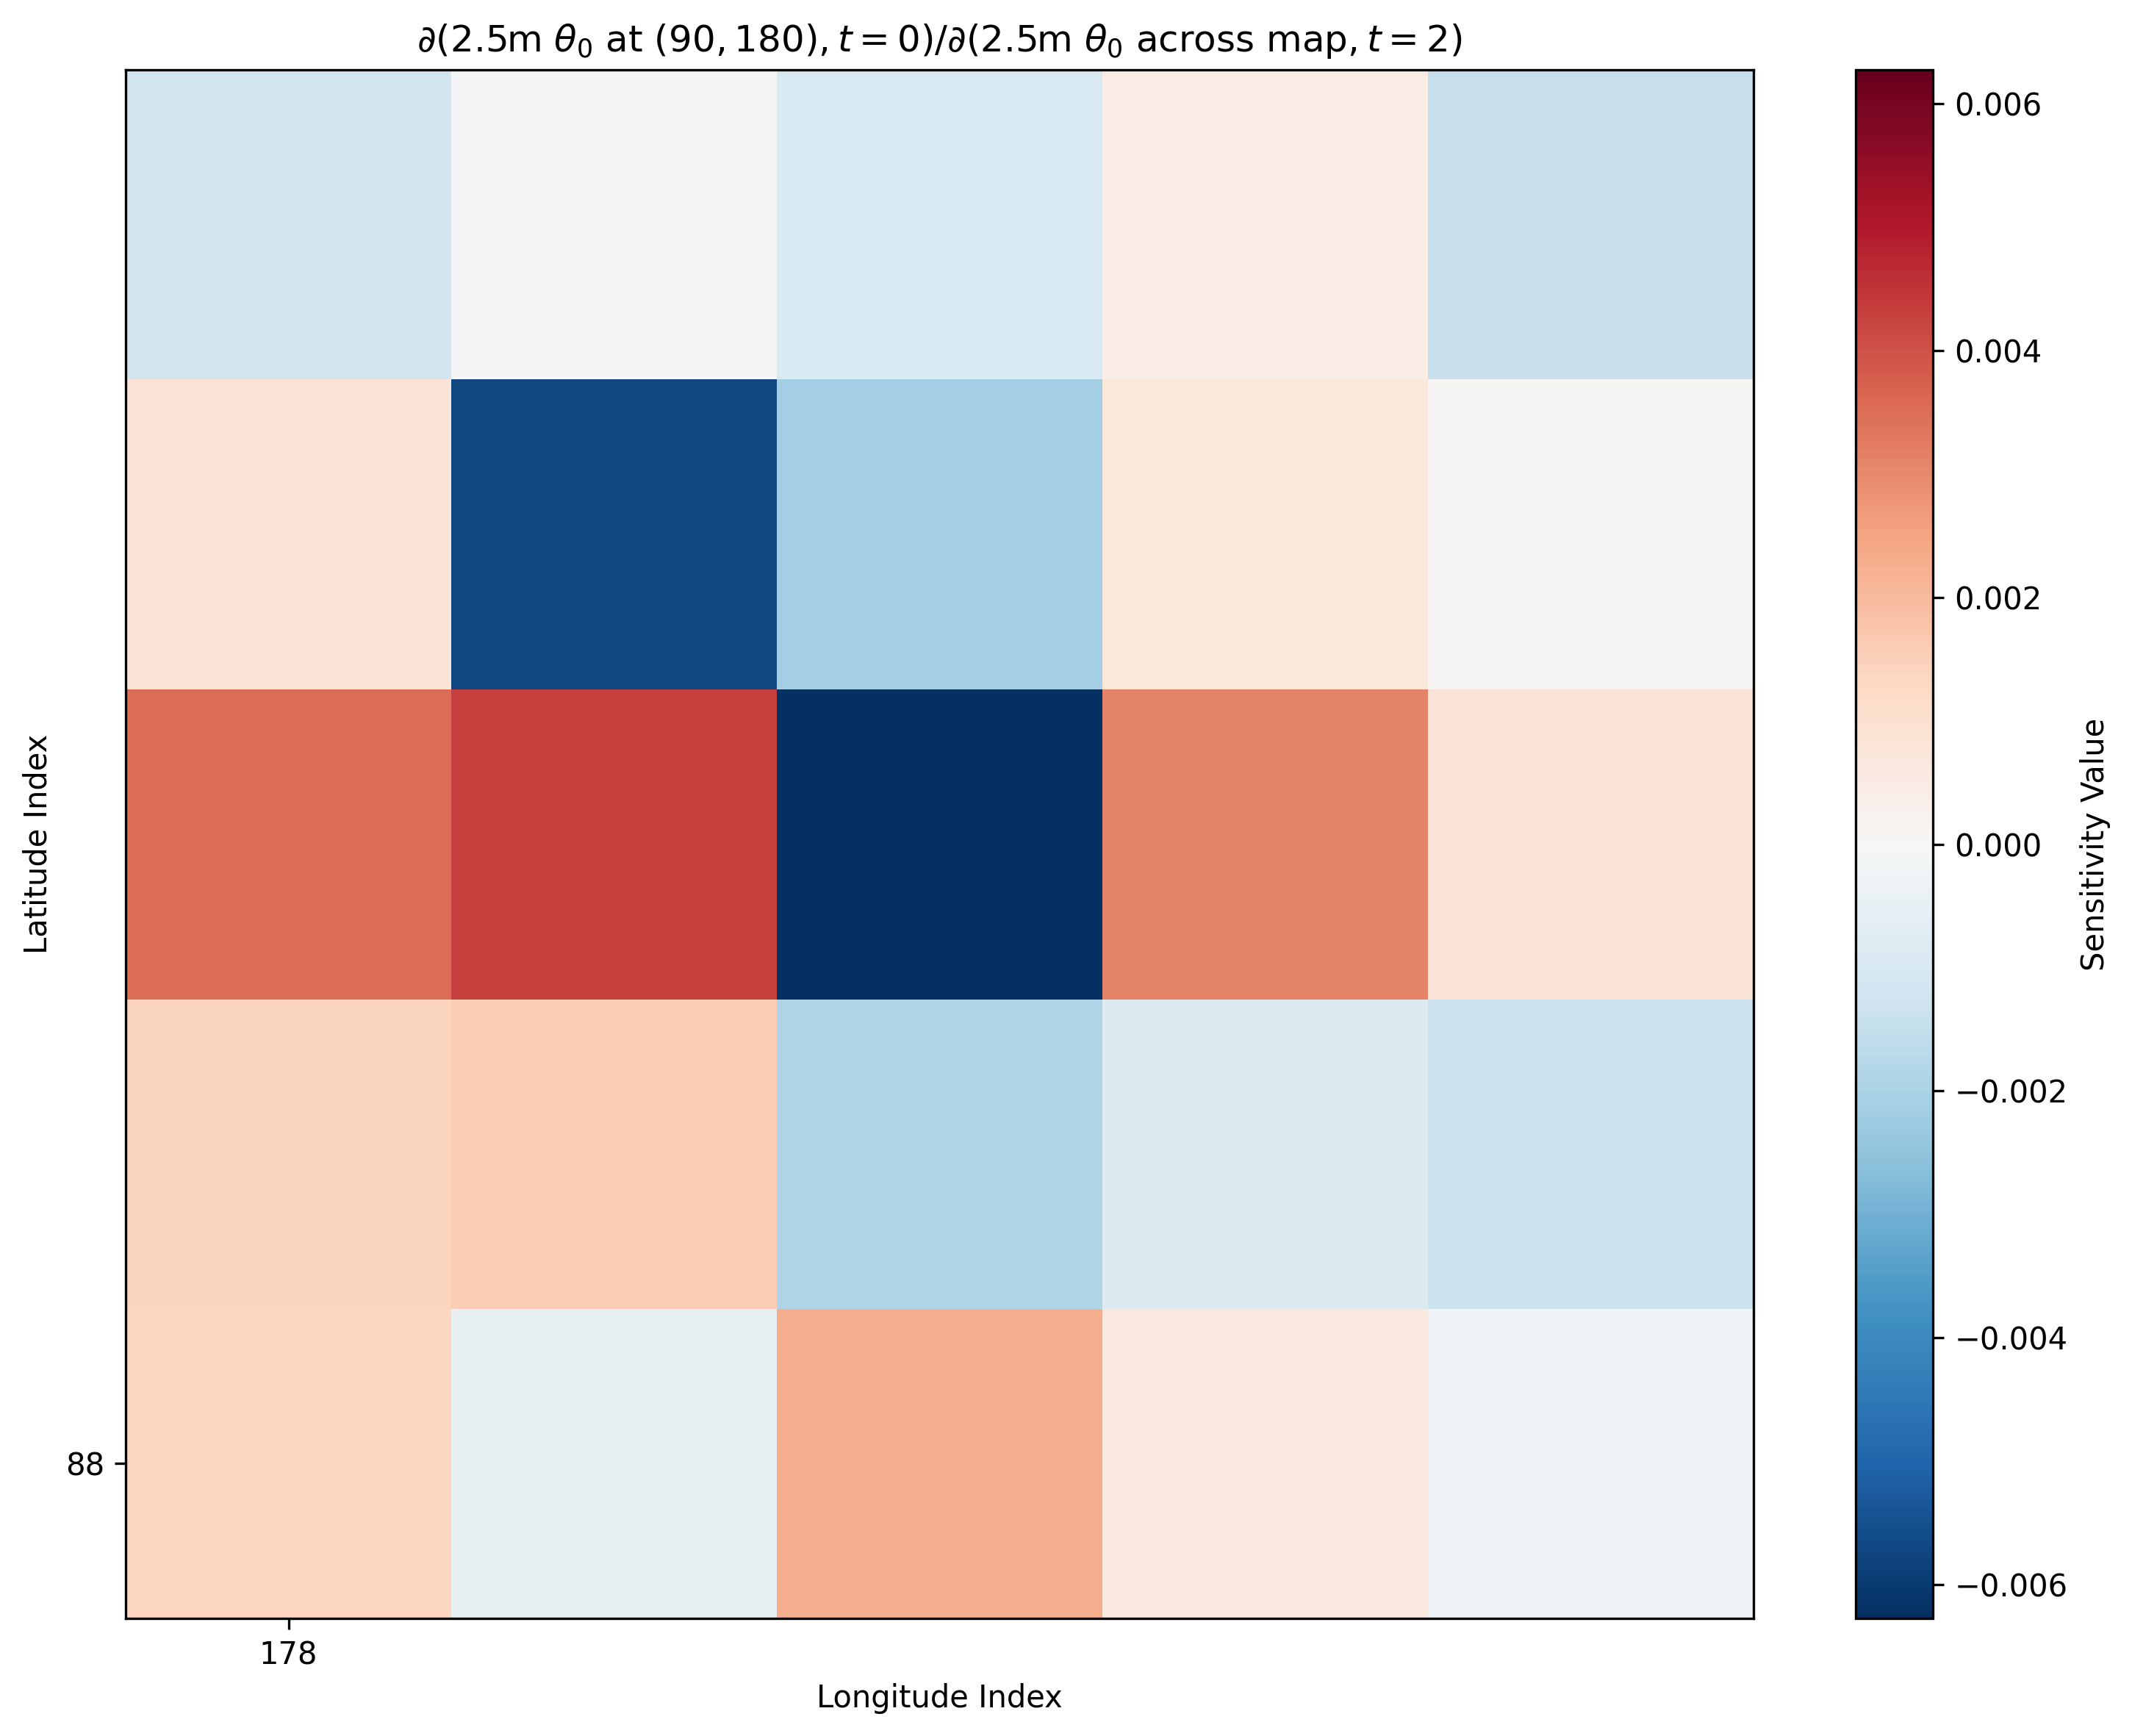 ∂(2.5m θ₀ at (90, 180), t = 0)/∂(2.5m θ₀ across map, t = 2)
0.006
0.004
0.002
0.000
−0.002
−0.004
−0.006
Sensitivity Value
Latitude Index
88
178
Longitude Index